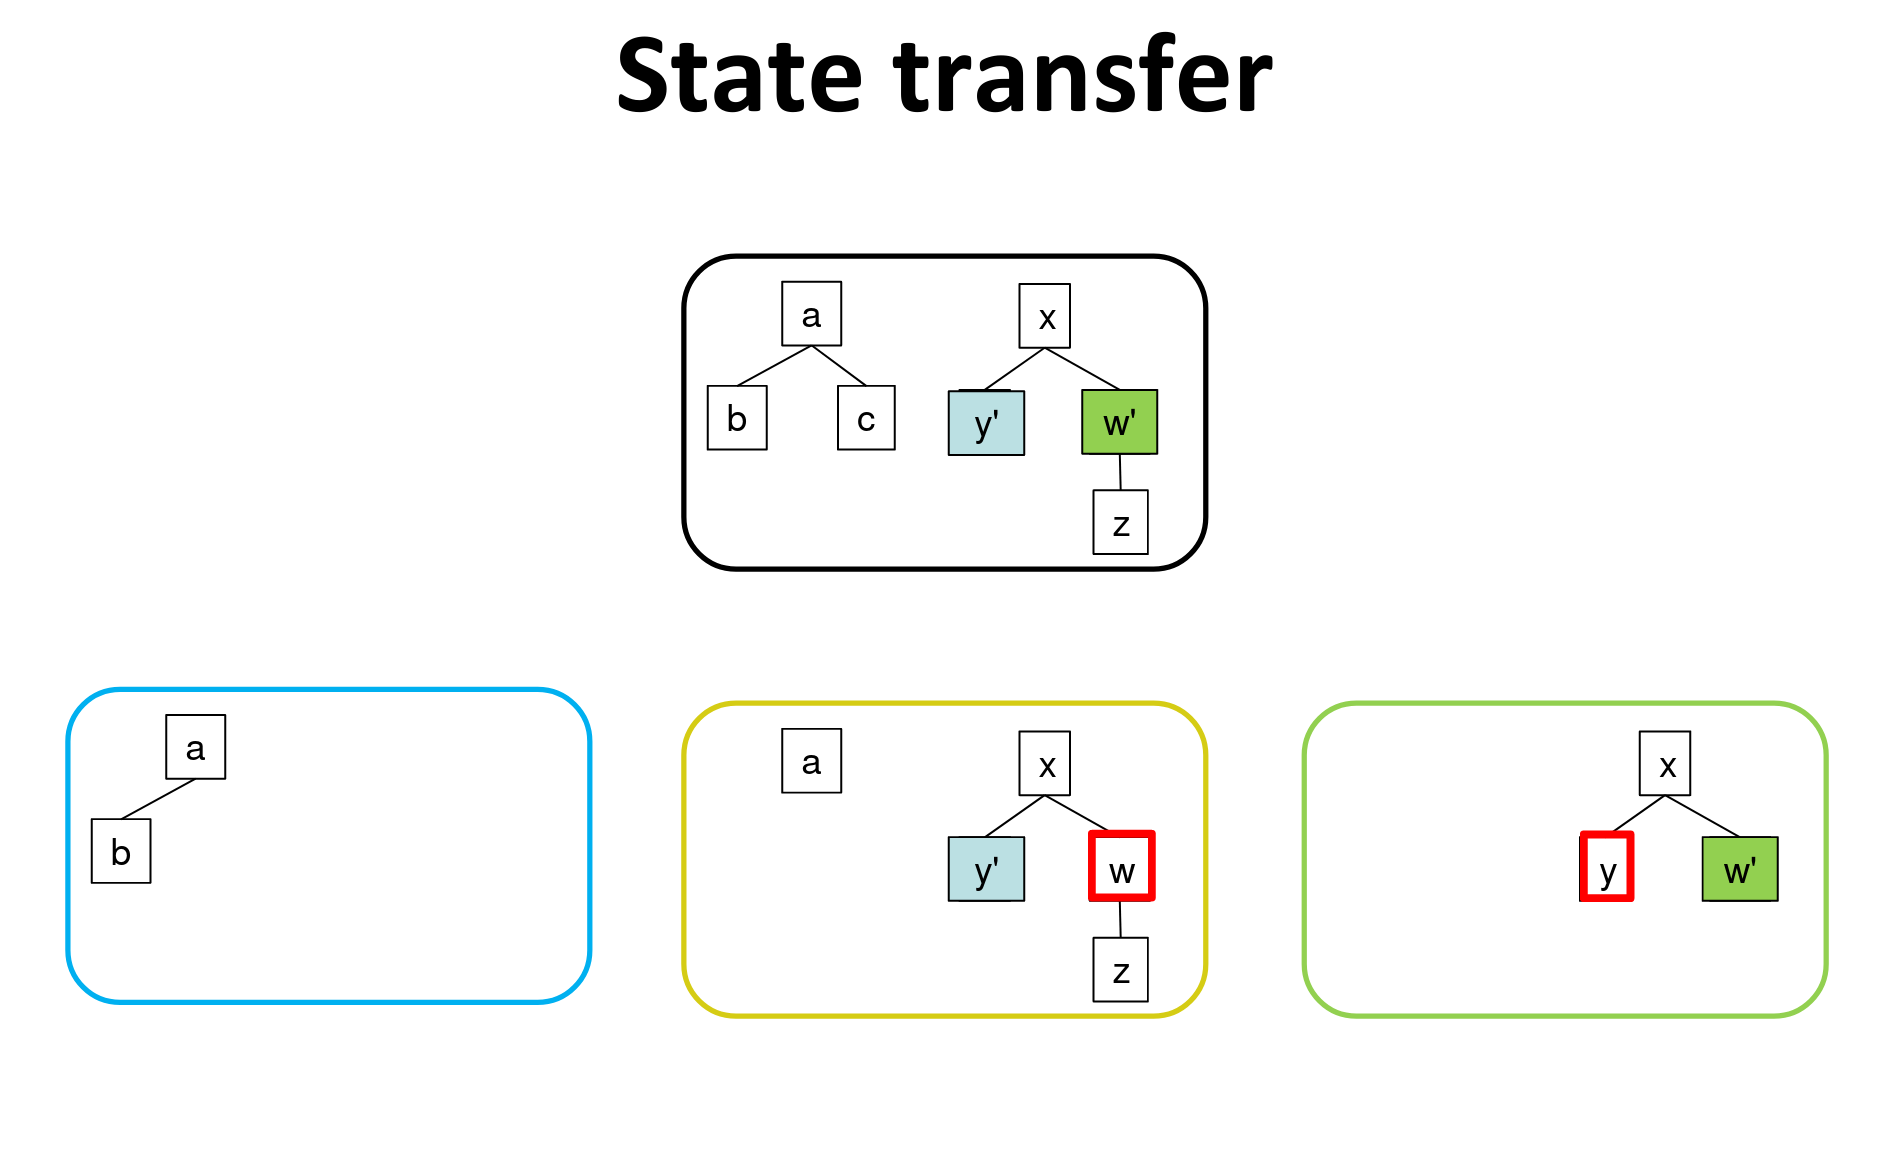 State transfer
a x
b c y' w'
z
a
b
a x
y' w
z
x
y w'